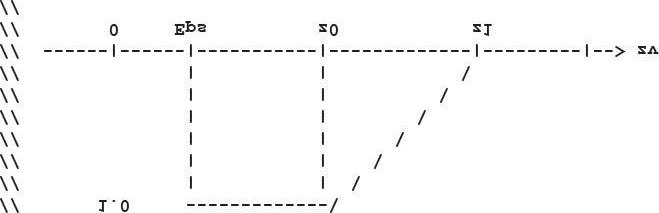 //       1.0     -------------\
//               |           | \
//               |           |   \
//               |           |     \
//               |           |       \
//               |           |         \
//               |           |           \
//  ------|------|-----------|-------------|---------|--> zv
//        0     Eps          z0            z1
//